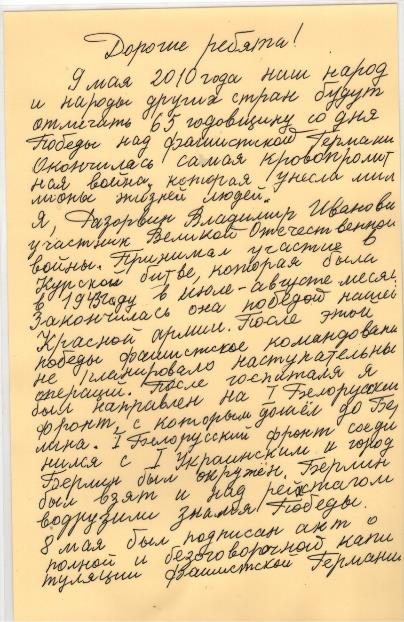 Дорогие ребята!
9 мая 2010 года наш народ
и народы других стран будут
отмечать 65 годовщину со дня
Победы над фашистской Германи
Окончилась самая кровопролит
ная война, которая унесла мил
лионы жизней людей.
Я, Разорвин Владимир Иванови
участник Великой Отечественной
войны. Принимал участие в
Курской битве, которая была
в 1943году в июле-августе месяц
Закончилась она победой нашей
Красной армии. После этой
победы фашистское командовани
не планировало наступательны
операций. После госпиталя я
был направлен на I Белорусский
фронт, с которым дошёл до Бер
лина. I Белорусский фронт соеди
нился с I Украинским и город
Берлин был окружён. Берлин
был взят и над рейхстагом
водрузили знамя Победы.
8 мая был подписан акт о
полной и безоговорочной капи
туляции фашистской Германии